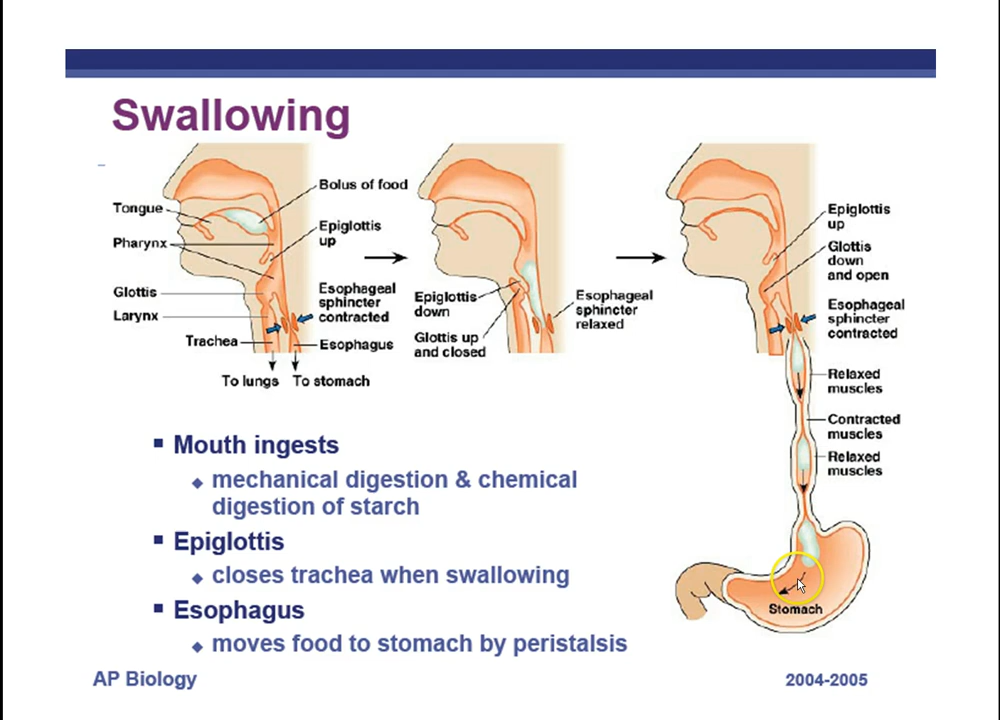 Swallowing
Bolus of food
Tongue
Epiglottis
up
Pharynx
Glottis
Larynx
Esophageal
sphincter
contracted
Trachea
Esophagus
To lungs
To stomach
Epiglottis
down
Glottis up
and closed
Esophageal
sphincter
relaxed
Epiglottis
up
Glottis
down
and open
Esophageal
sphincter
contracted
Relaxed
muscles
Contracted
muscles
Relaxed
muscles
Stomach
Mouth ingests
mechanical digestion & chemical
digestion of starch
Epiglottis
closes trachea when swallowing
Esophagus
moves food to stomach by peristalsis
AP Biology
2004-2005